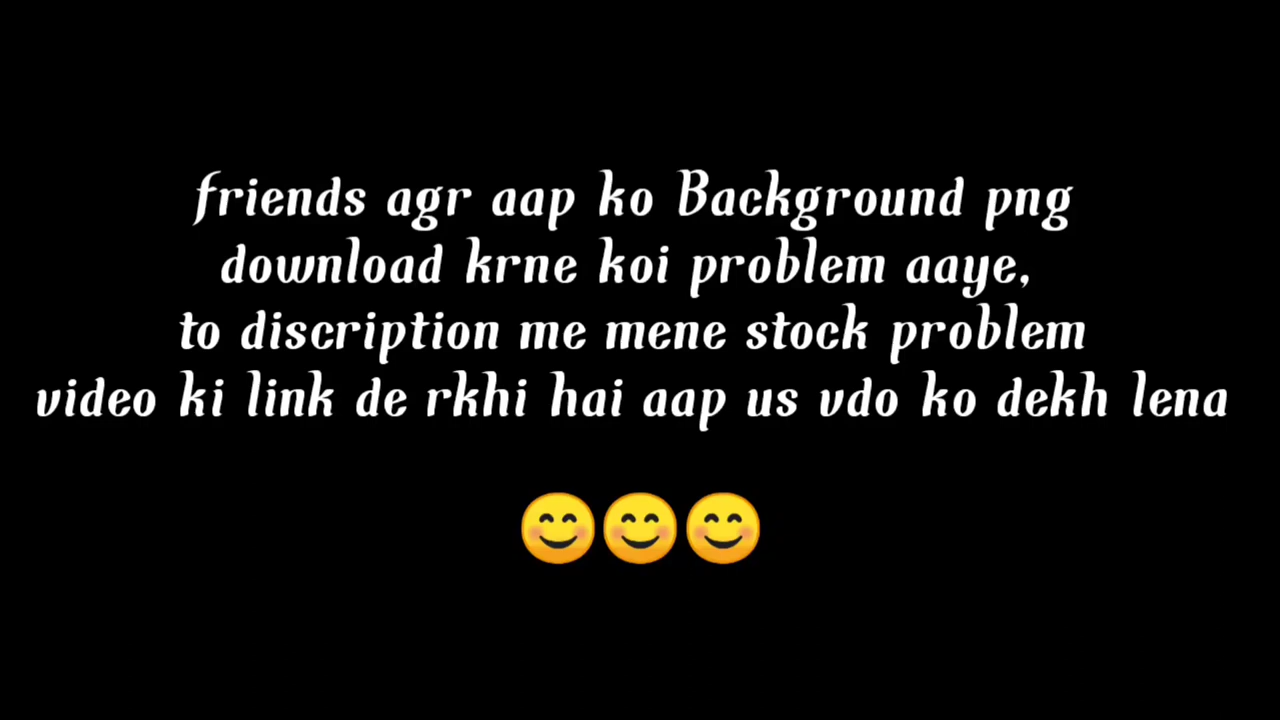 friends agr aap ko Background png
download krne koi problem aaye,
to discription me mene stock problem
video ki link de rkhi hai aap us vdo ko dekh lena
😊😊😊